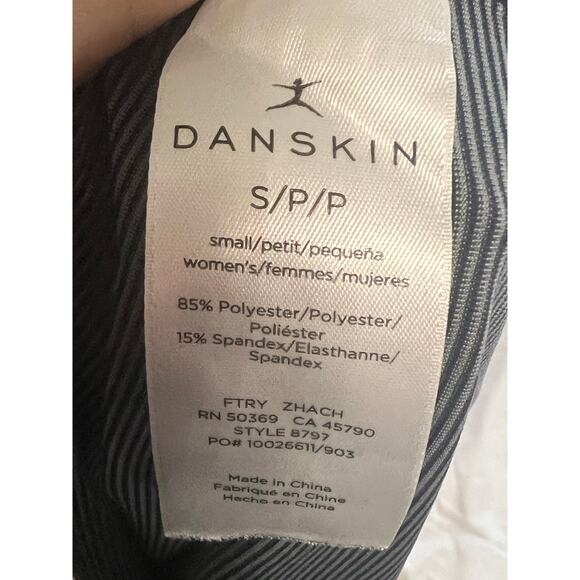 DANSKIN
S/P/P
small/petit/pequeña
women's/femmes/mujeres
85% Polyester/Polyester/
Poliéster
15% Spandex/Elasthanne/
Spandex
FTRY ZHACH
RN 50369 CA 45790
STYLE 8797
PO# 10026611/903
Made in China
Fabriqué en Chine
Hecho en China